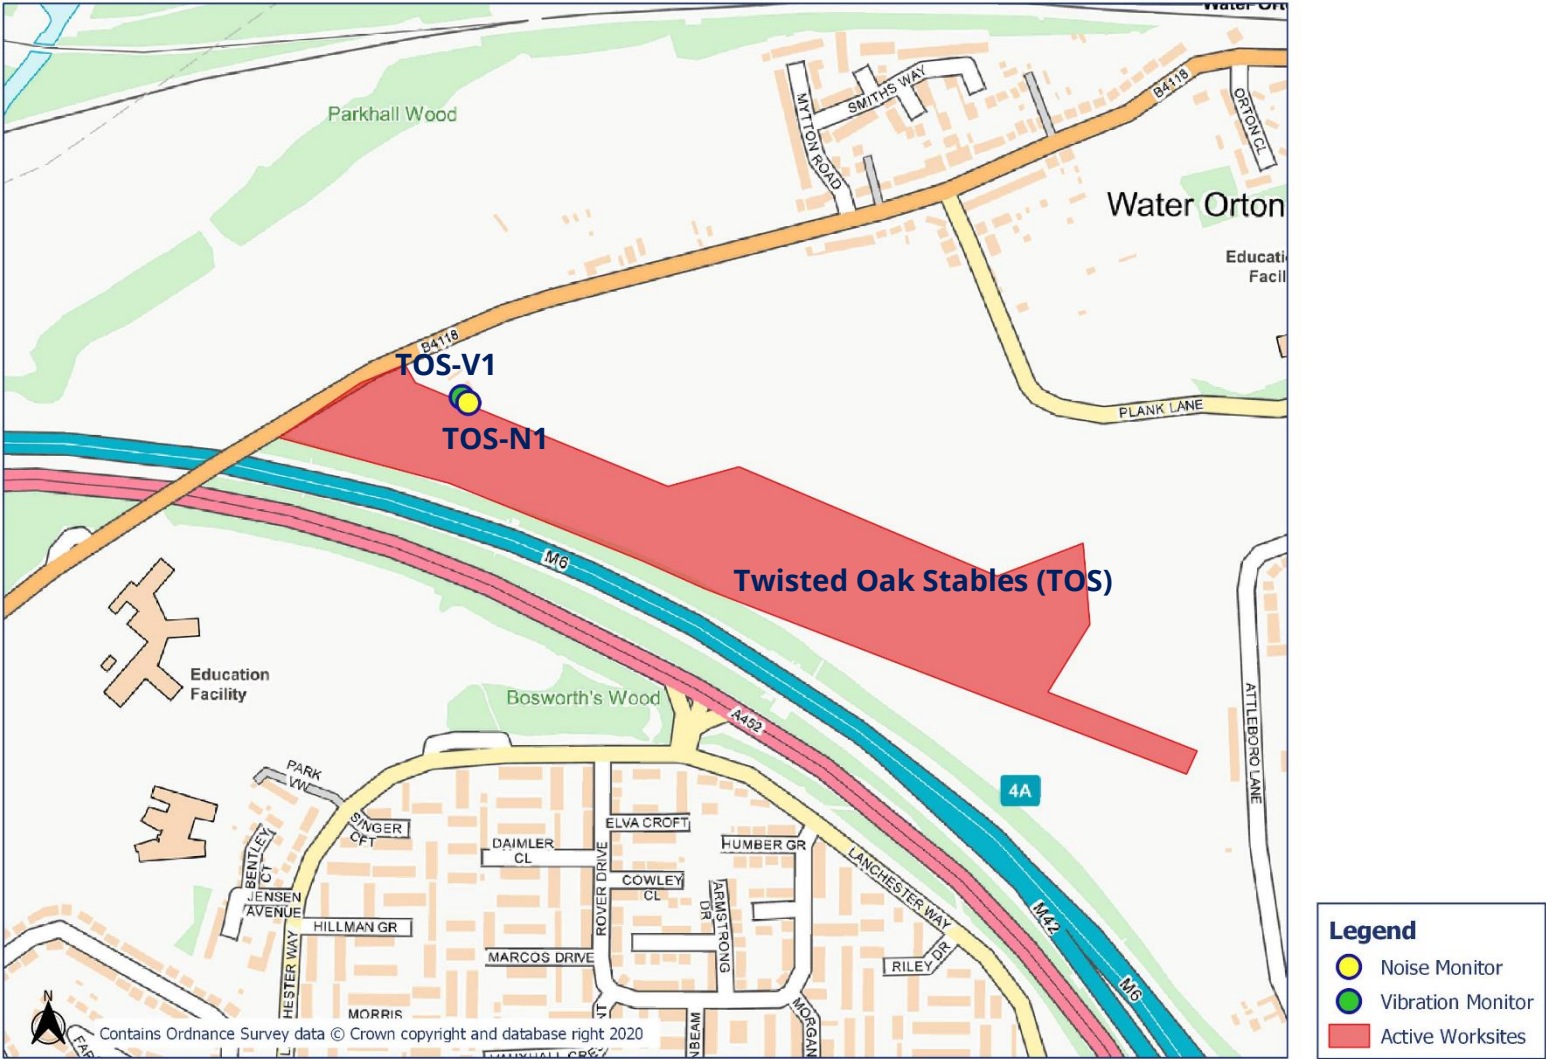 Parkhall Wood
MYTTON ROAD
SMITHS WAY
B4118
ORTON CL
Water Orton
B4118
TOS-V1
TOS-N1
PLANK LANE
M6
Twisted Oak Stables (TOS)
Education
Facility
Bosworth's Wood
A452
ATTLEBORO LANE
4A
PARK
VW
SINGER
CFT
BENTLEY
CT
JENSEN
AVENUE
HILLMAN GR
DAIMLER
CL
ELVA CROFT
COWLEY
CL
ROVER DRIVE
MARCOS DRIVE
ARMSTRONG
DR
HUMBER GR
LANCHESTER WAY
RILEY DR
M42
M6
MORRIS
MORGAN
N
Contains Ordnance Survey data © Crown copyright and database right 2020
Legend
Noise Monitor
Vibration Monitor
Active Worksites